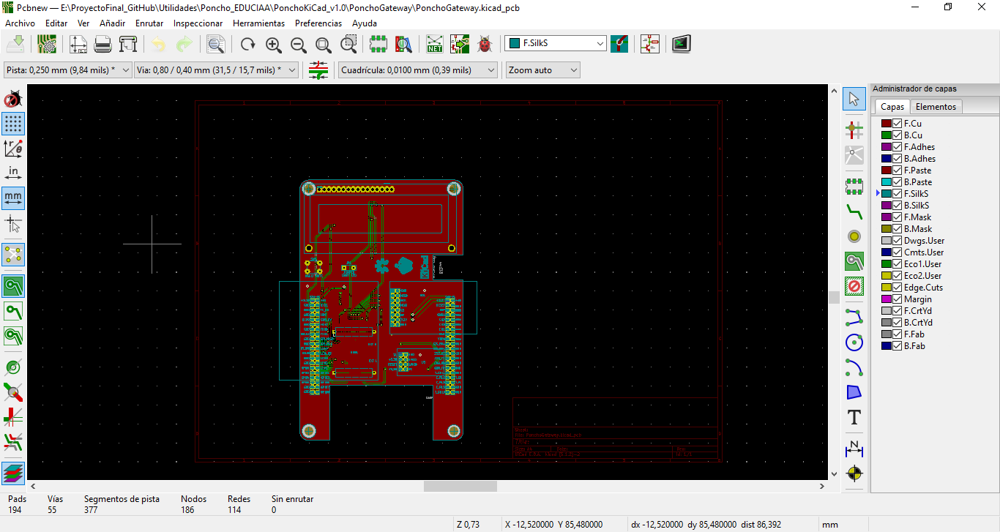 Pcbnew — E:\ProyectoFinal_GitHub\Utilidades\Poncho_EDUCIAA\PonchoKiCad_v1.0\PonchoGateway\PonchoGateway.kicad_pcb
Archivo Editar Ver Añadir Enrutar Inspeccionar Herramientas Preferencias Ayuda
NET
F.SilkS
Pista: 0,250 mm (9,84 mils) * Vía: 0,80 / 0,40 mm (31,5 / 15,7 mils) * Cuadrícula: 0,0100 mm (0,39 mils) Zoom auto
in
mm
T
N
KiCad
Administrador de capas
Capas Elementos
F.Cu
B.Cu
F.Adhes
B.Adhes
F.Paste
B.Paste
F.SilkS
B.SilkS
F.Mask
B.Mask
Dwgs.User
Cmts.User
Eco1.User
Eco2.User
Edge.Cuts
Margin
F.CrtYd
B.CrtYd
F.Fab
B.Fab
File: PonchoGateway.kicad_pcb
Pads Vías Segmentos de pista Nodos Redes Sin enrutar
194 55 377 186 114 0
Z 0,73 X -12,520000 Y 85,480000 dx -12,520000 dy 85,480000 dist 86,392 mm